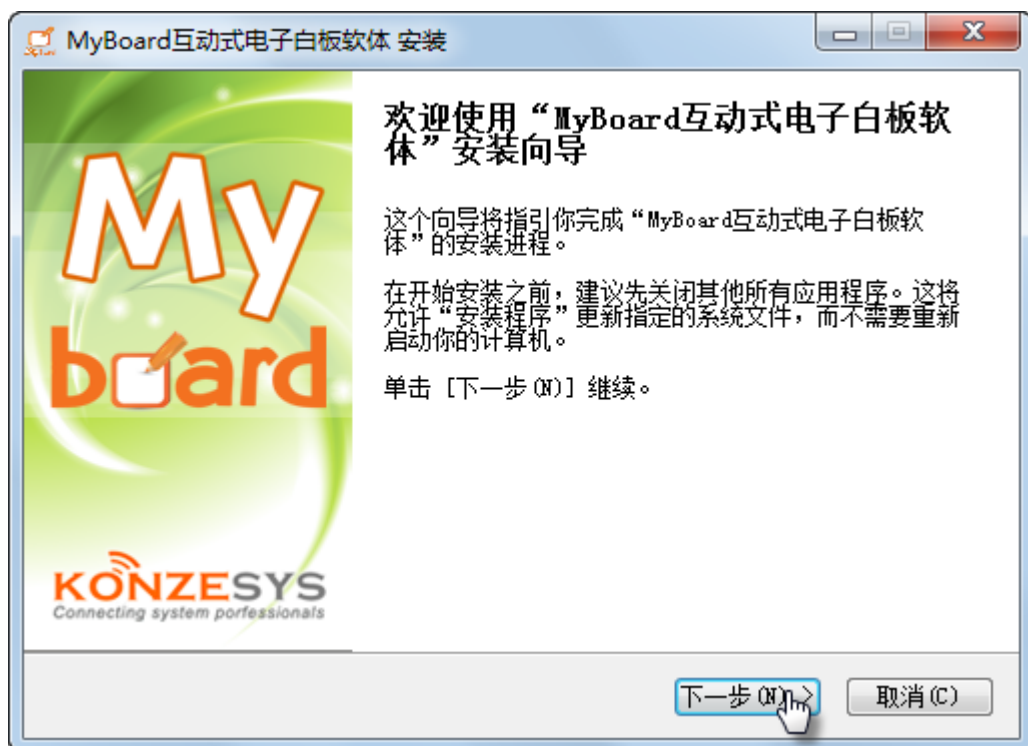 MyBoard互动式电子白板软体 安装
My
board
KONZESYS
Connecting system porfessionals
欢迎使用“MyBoard互动式电子白板软
体”安装向导
这个向导将指引你完成“MyBoard互动式电子白板软
体”的安装进程。
在开始安装之前，建议先关闭其他所有应用程序。这将
允许“安装程序”更新指定的系统文件，而不需要重新
启动你的计算机。
单击 [下一步(N)] 继续。
下一步(N) >
取消(C)